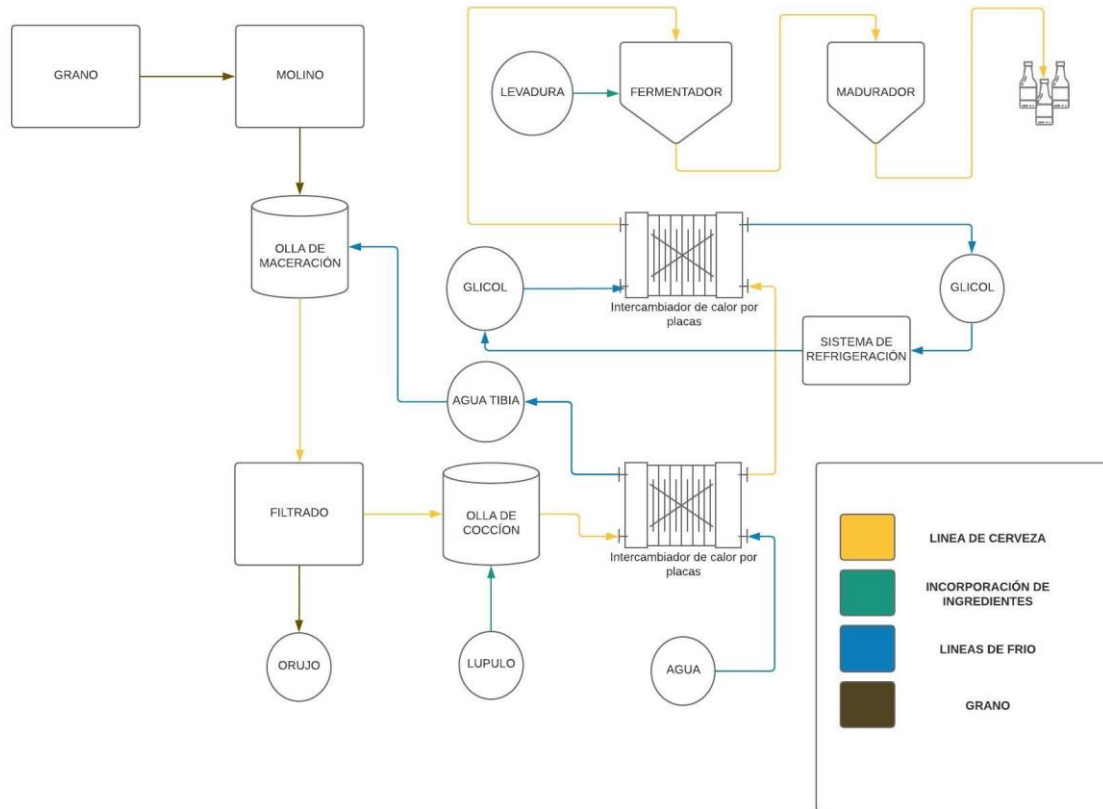 GRANO
MOLINO
LEVADURA
FERMENTADOR
MADURADOR
OLLA DE
MACERACIÓN
GLICOL
Intercambiador de calor por
placas
GLICOL
SISTEMA DE
REFRIGERACIÓN
AGUA TIBIA
FILTRADO
OLLA DE
COCCÍON
Intercambiador de calor por
placas
ORUJO
LUPULO
AGUA
LINEA DE CERVEZA
INCORPORACIÓN DE
INGREDIENTES
LINEAS DE FRIO
GRANO